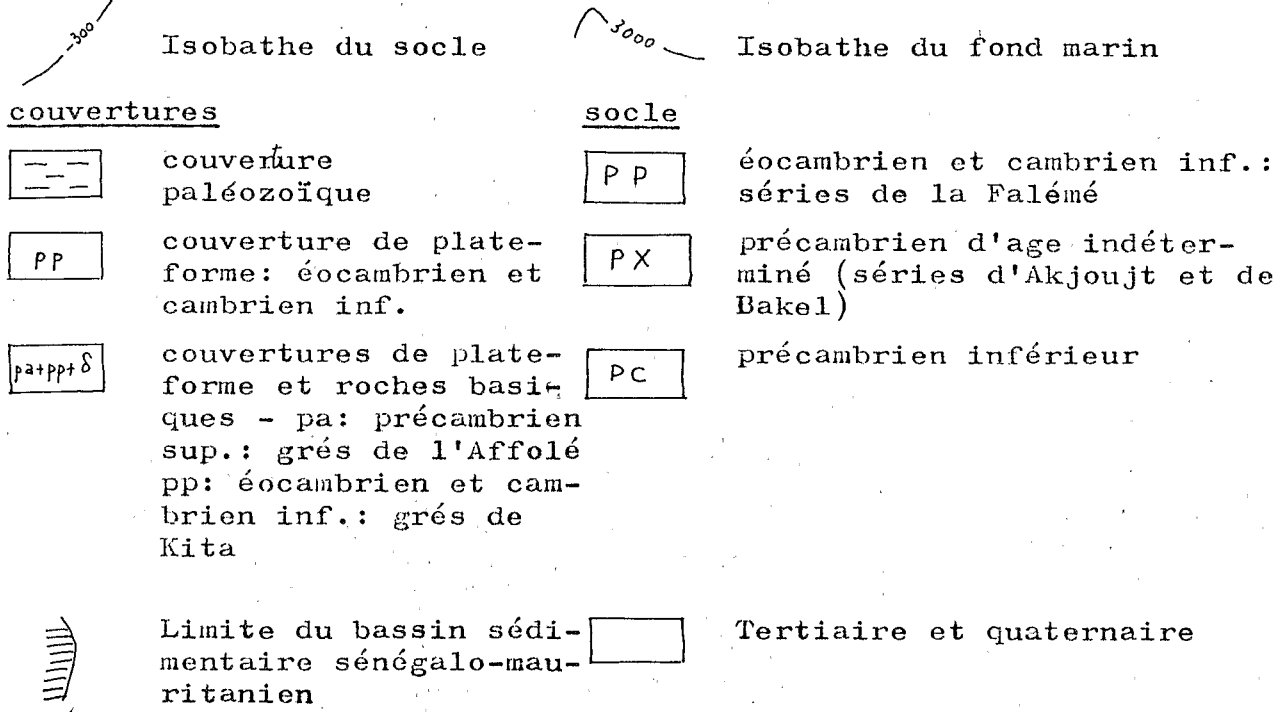 -300 Isobathe du socle
3000 Isobathe du fond marin
couvertures
couverture
paléozoïque
PP couverture de plate-
forme: éocambrien et
cambrien inf.
pa+pp+δ couvertures de plate-
forme et roches basi-
ques - pa: précambrien
sup.: grés de l'Affolé
pp: éocambrien et cam-
brien inf.: grés de
Kita
Limite du bassin sédi-
mentaire sénégalo-mau-
ritanien
socle
PP éocambrien et cambrien inf.:
séries de la Falémé
PX précambrien d'age indéter-
miné (séries d'Akjoujt et de
Bakel)
PC précambrien inférieur
Tertiaire et quaternaire